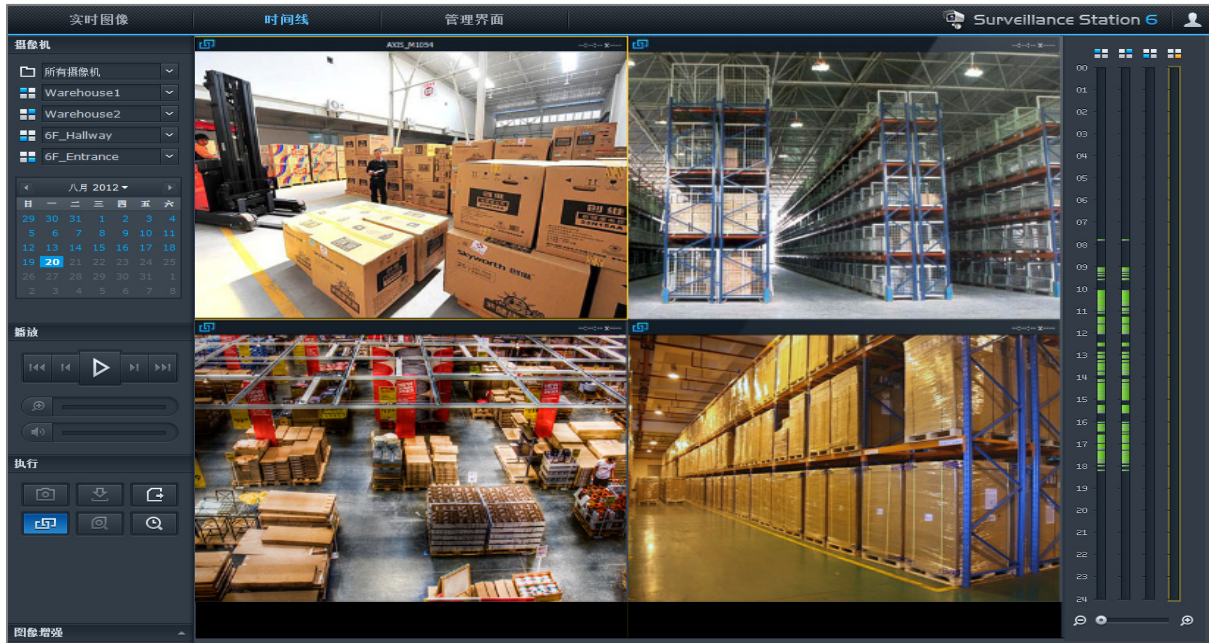 实时图像 时间线 管理界面 Surveillance Station 6
摄像机
所有摄像机
Warehouse1
Warehouse2
6F_Hallway
6F_Entrance
八月 2012
日 一 二 三 四 五 六
29 30 31 1 2 3 4
5 6 7 8 9 10 11
12 13 14 15 16 17 18
19 20 21 22 23 24 25
26 27 28 29 30 31 1
2 3 4 5 6 7 8
播放
执行
图像增强
AXIS_M1054
Skyworth 创维
00
01
02
03
04
05
06
07
08
09
10
11
12
13
14
15
16
17
18
19
20
21
22
23
24